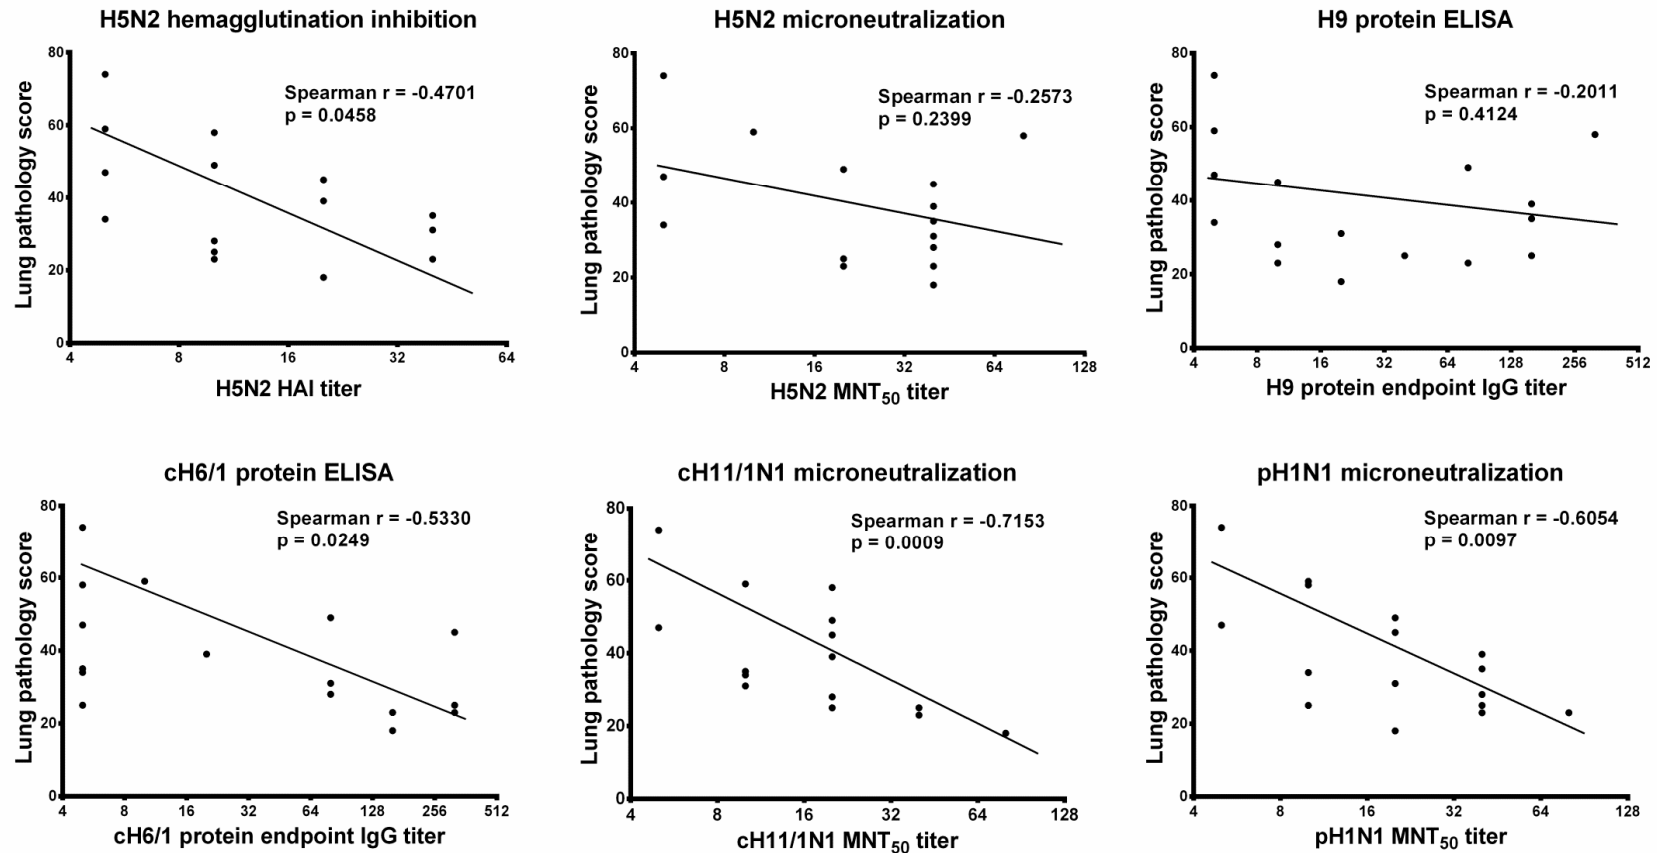 H5N2 hemagglutination inhibition
80
60
40
20
0
Lung pathology score
Spearman r = -0.4701
p = 0.0458
4 8 16 32 64
H5N2 HAI titer
H5N2 microneutralization
80
60
40
20
0
Lung pathology score
Spearman r = -0.2573
p = 0.2399
4 8 16 32 64 128
H5N2 MNT50 titer
H9 protein ELISA
80
60
40
20
0
Lung pathology score
Spearman r = -0.2011
p = 0.4124
4 8 16 32 64 128 256 512
H9 protein endpoint IgG titer
cH6/1 protein ELISA
80
60
40
20
0
Lung pathology score
Spearman r = -0.5330
p = 0.0249
4 8 16 32 64 128 256 512
cH6/1 protein endpoint IgG titer
cH11/1N1 microneutralization
80
60
40
20
0
Lung pathology score
Spearman r = -0.7153
p = 0.0009
4 8 16 32 64 128
cH11/1N1 MNT50 titer
pH1N1 microneutralization
80
60
40
20
0
Lung pathology score
Spearman r = -0.6054
p = 0.0097
4 8 16 32 64 128
pH1N1 MNT50 titer